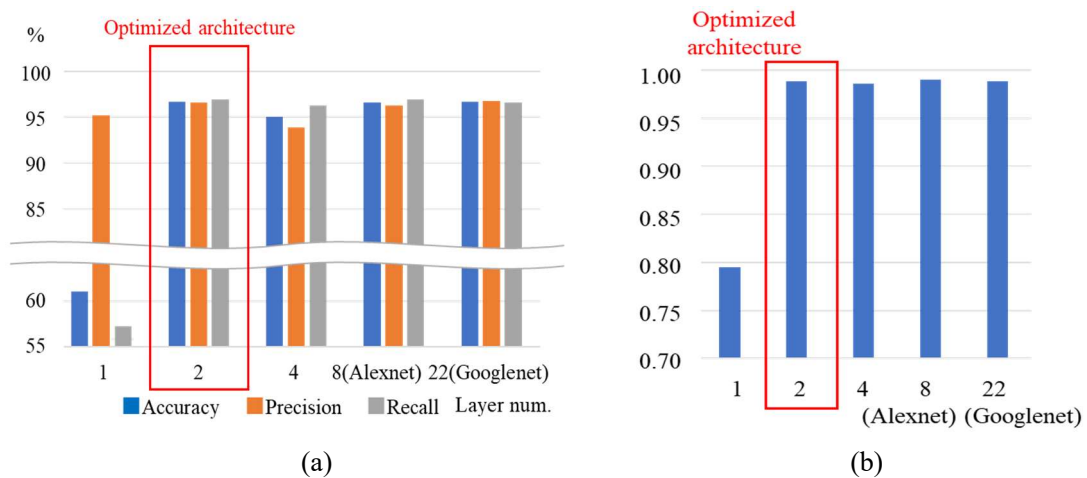 %
Optimized architecture
100
95
90
85
60
55
1 2 4 8(Alexnet) 22(Googlenet)
Accuracy Precision Recall Layer num.
(a)
Optimized
architecture
1.00
0.95
0.90
0.85
0.80
0.75
0.70
1 2 4 8 22
(Alexnet) (Googlenet)
(b)